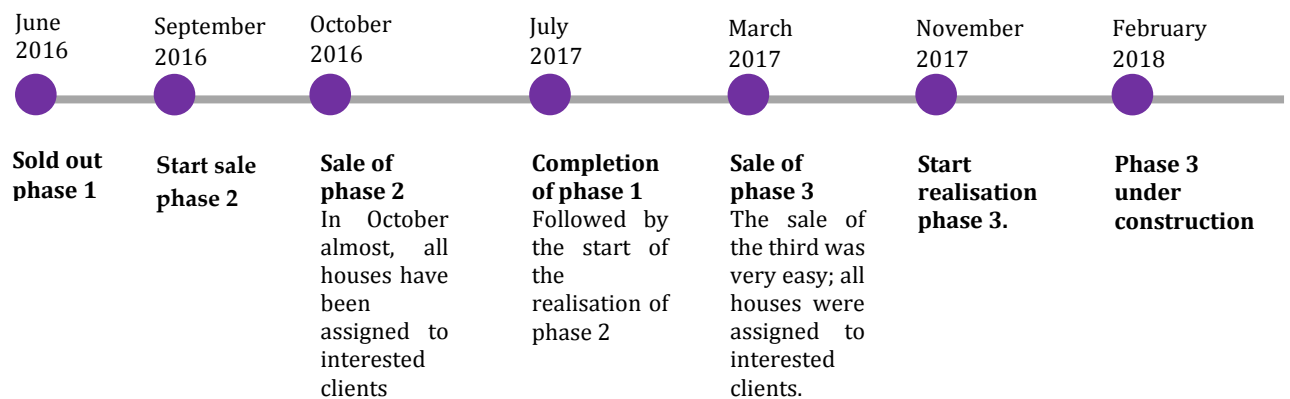 June
2016
September
2016
October
2016
July
2017
March
2017
November
2017
February
2018
Sold out
phase 1
Start sale
phase 2
Sale of
phase 2
In October
almost, all
houses have
been
assigned to
interested
clients
Completion
of phase 1
Followed by
the start of
the
realisation of
phase 2
Sale of
phase 3
The sale of
the third was
very easy; all
houses were
assigned to
interested
clients.
Start
realisation
phase 3.
Phase 3
under
construction